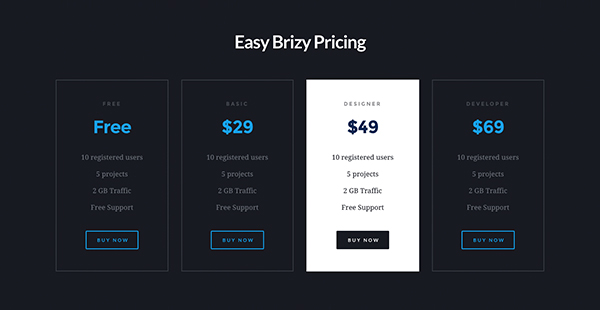 Easy Brizy Pricing
FREE
Free
10 registered users
5 projects
2 GB Traffic
Free Support
BUY NOW
BASIC
$29
10 registered users
5 projects
2 GB Traffic
Free Support
BUY NOW
DESIGNER
$49
10 registered users
5 projects
2 GB Traffic
Free Support
BUY NOW
DEVELOPER
$69
10 registered users
5 projects
2 GB Traffic
Free Support
BUY NOW